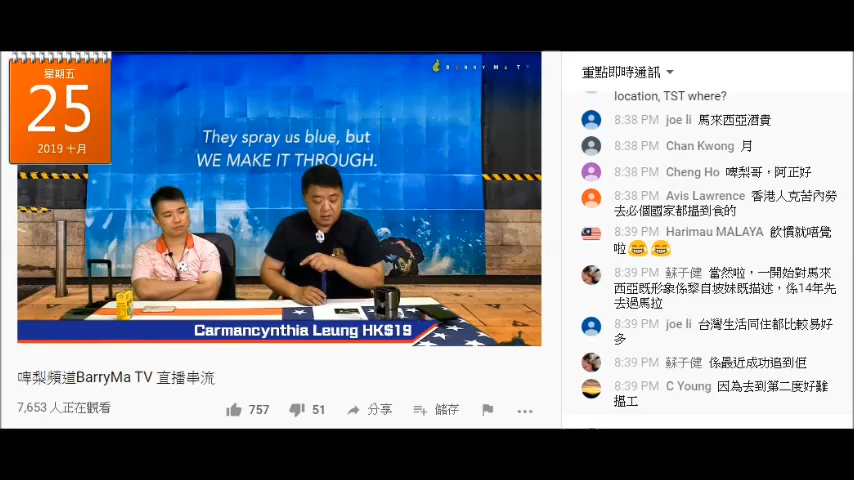 星期五
25
2019 十月
BARRYMA TV
They spray us blue, but
WE MAKE IT THROUGH.
Carmancynthia Leung HK$19
啤梨頻道BarryMa TV 直播串流
7,653 人正在觀看
757
51
分享
儲存
重點即時通訊
location, TST where?
8:38 PM joe li 馬來西亞酒貴
8:38 PM Chan Kwong 月
8:38 PM Cheng Ho 啤梨哥，阿正好
8:38 PM Avis Lawrence 香港人克苦內勞
去必個國家都搵到食的
8:39 PM Harimau MALAYA 飲慣就唔覺
啦😂 😂
8:39 PM 蘇子健 當然啦，一開始對馬來
西亞既形象係黎自坡妹既描述，係14年先
去過馬拉
8:39 PM joe li 台灣生活同住都比較易好
多
8:39 PM 蘇子健 係最近成功追到佢
8:39 PM C Young 因為去到第二度好難
搵工